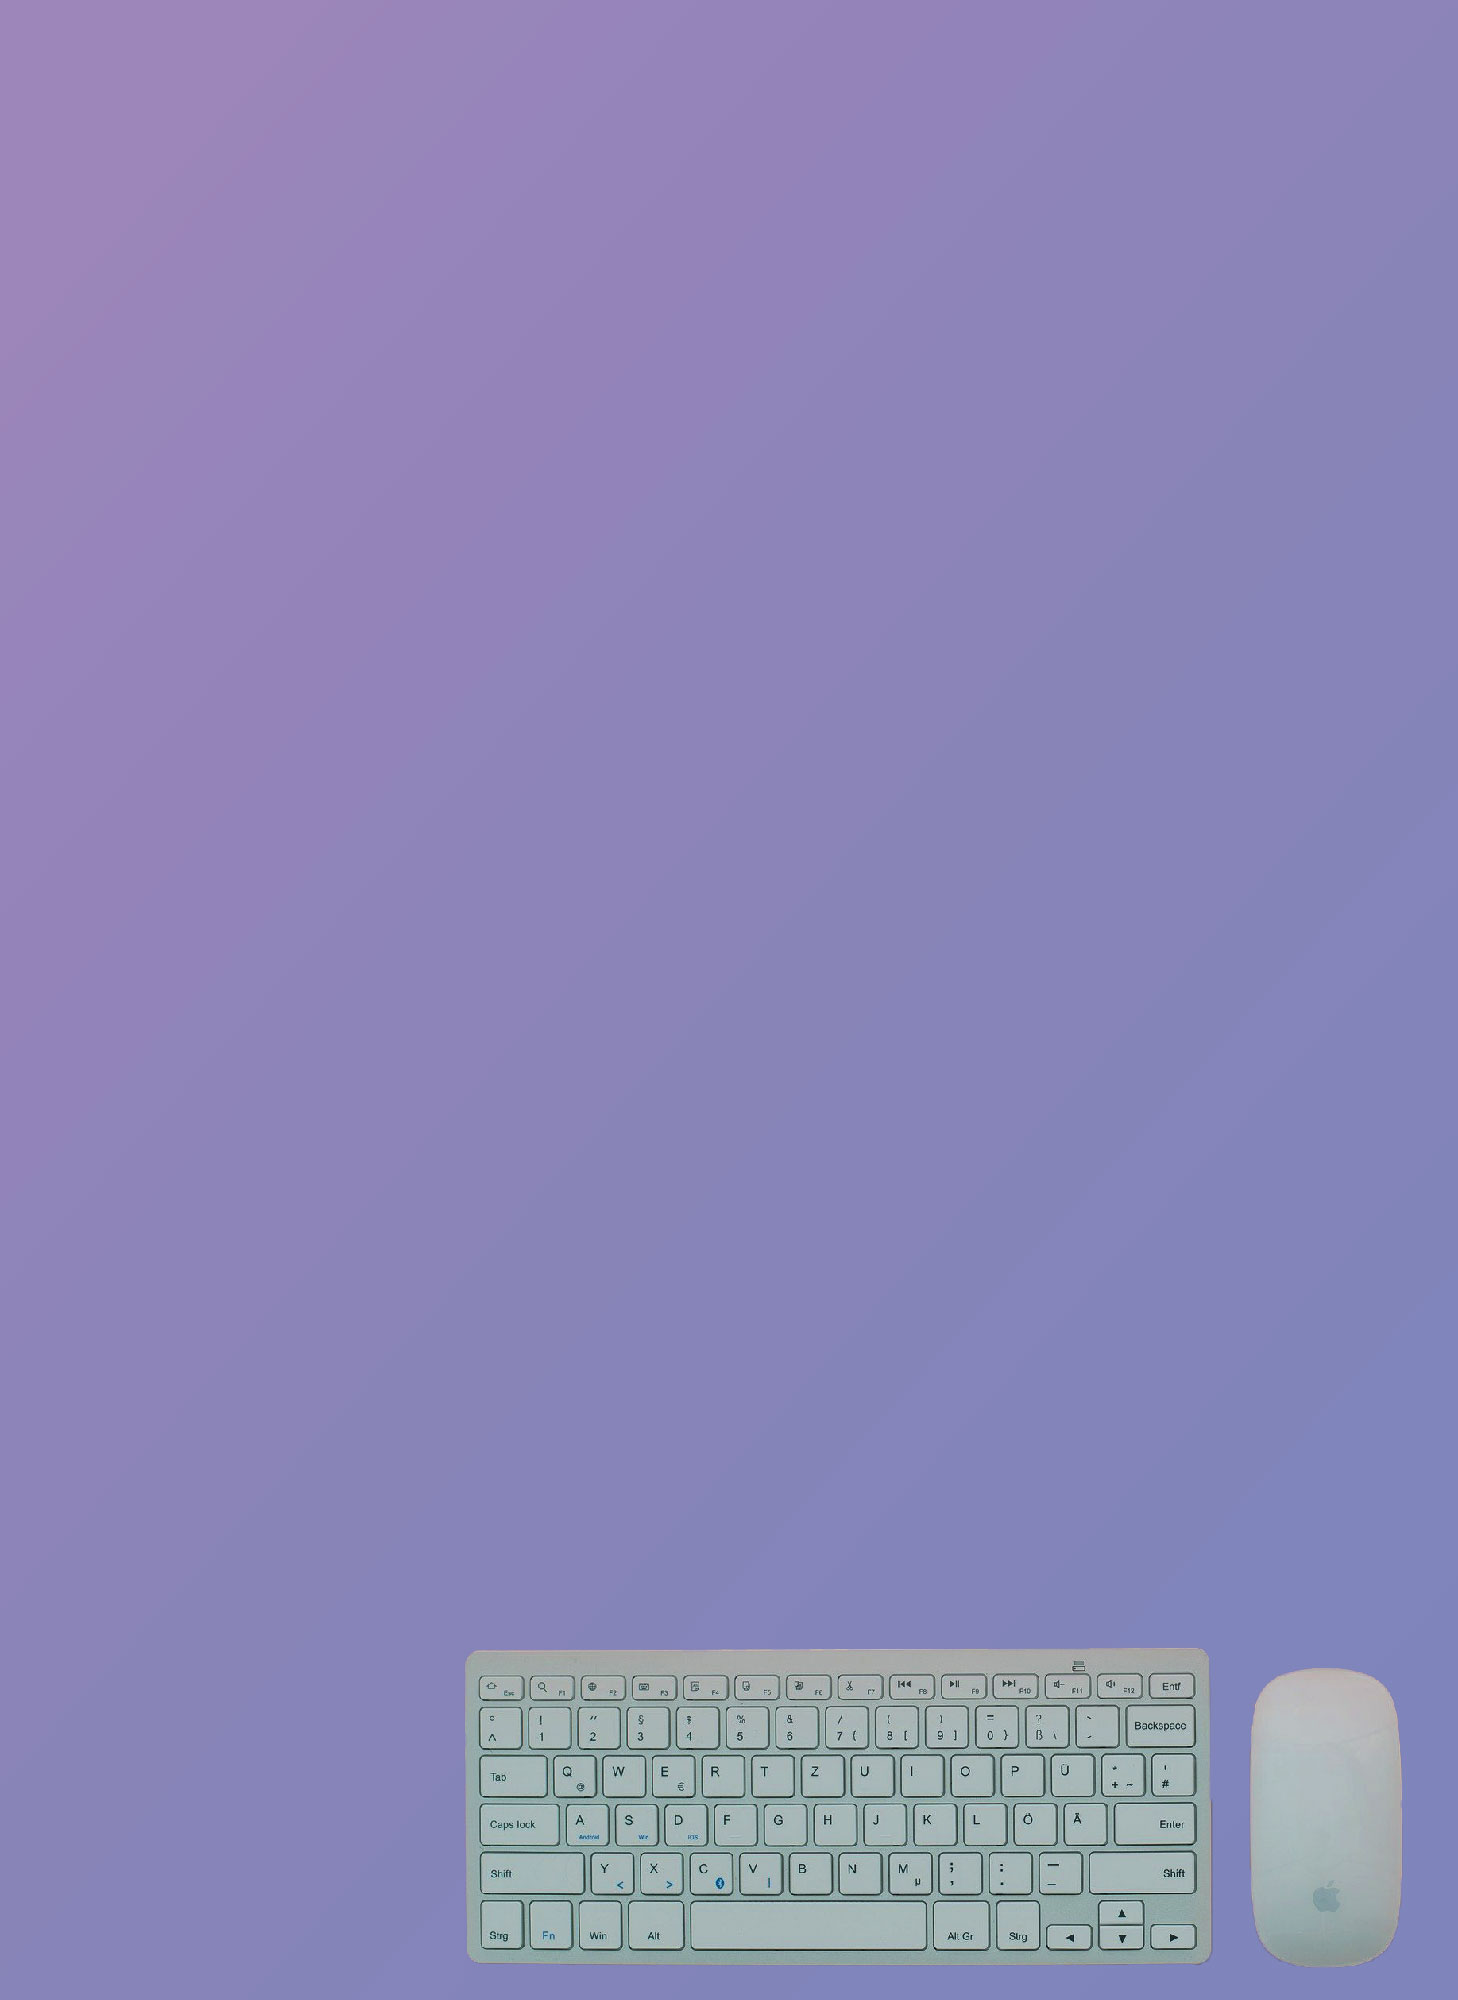 Esc F1 F2 F3 F4 F5 F6 F7 F8 F9 F10 F11 F12 Entf
^ 1 " 2 § 3 4 % 5 & 6 / 7 { 8 [ ) 9 ] = 0 } ? ß \ Backspace
Tab Q @ W E € R T Z U I O P Ü * + ~ ' #
Caps lock A Android S Win D IOS F G H J K L Ö Ä Enter
Shift Y < X > C V | B N M µ ; , : . — _ Shift
Strg Fn Win Alt Alt Gr Strg